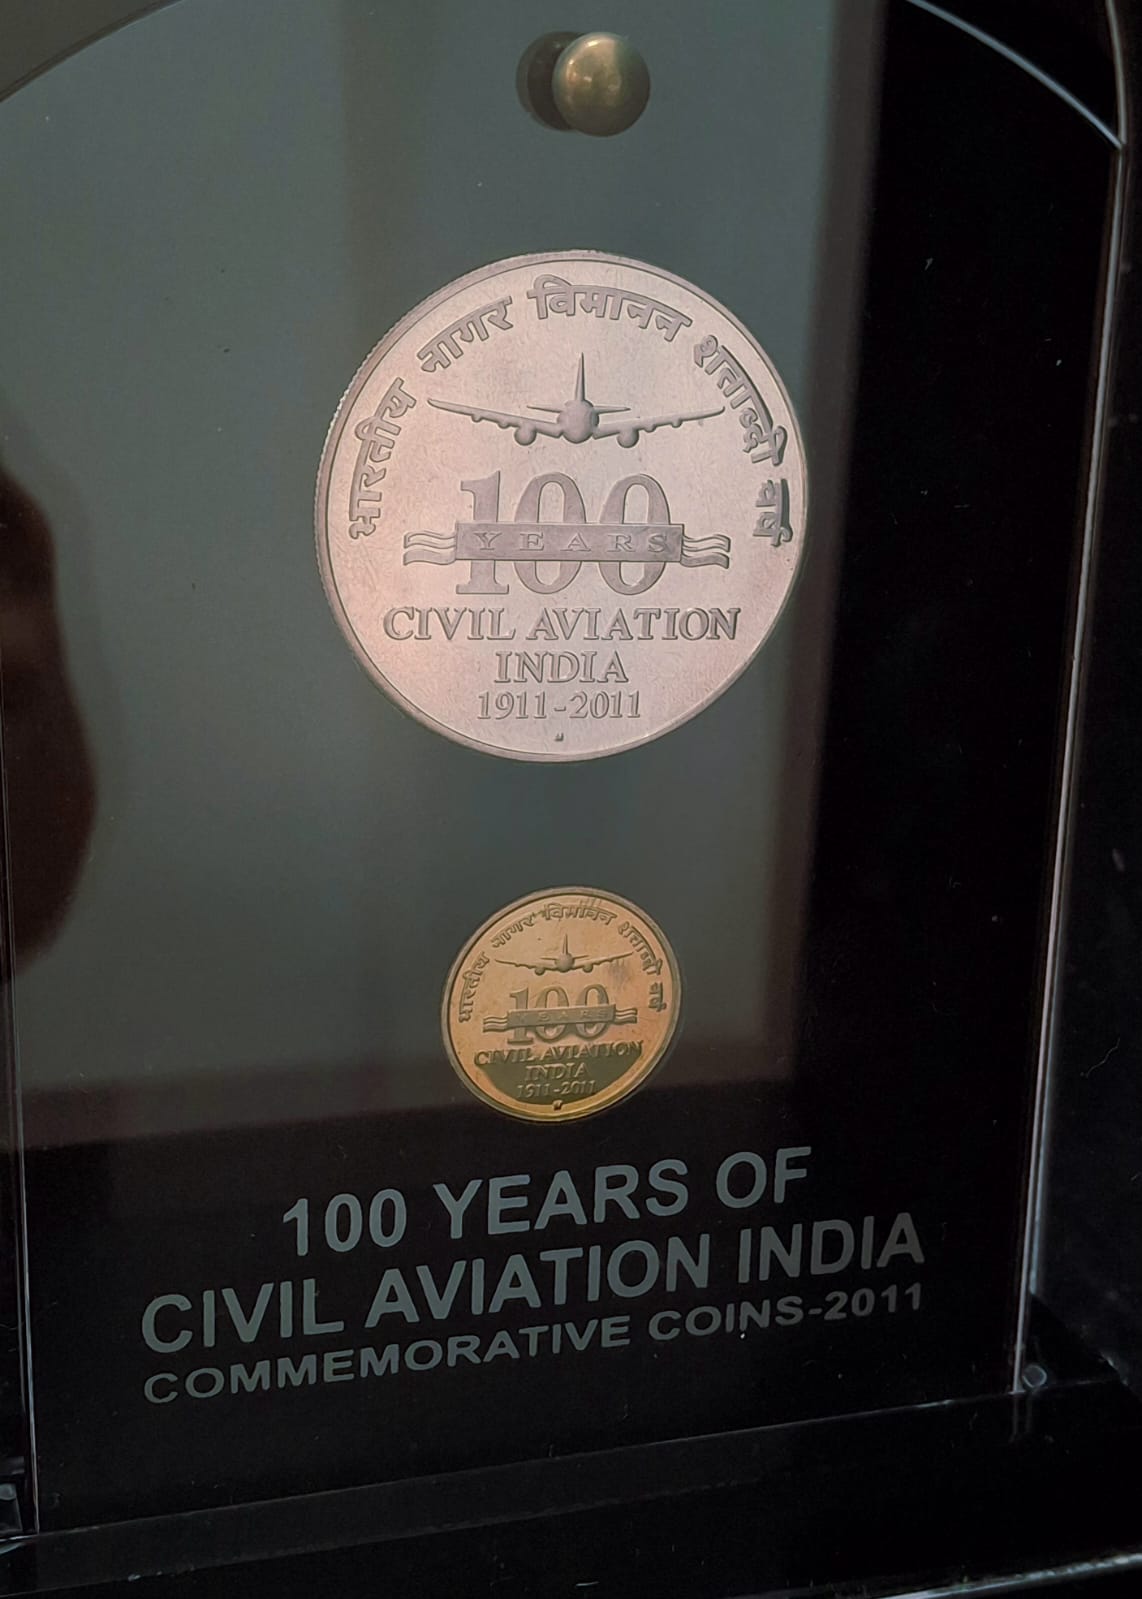 भारतीय नागर विमानन शताब्दी वर्ष
100
YEARS
CIVIL AVIATION
INDIA
1911-2011
भारतीय नागर विमानन शताब्दी वर्ष
100
YEARS
CIVIL AVIATION
INDIA
1911-2011
100 YEARS OF
CIVIL AVIATION INDIA
COMMEMORATIVE COINS-2011